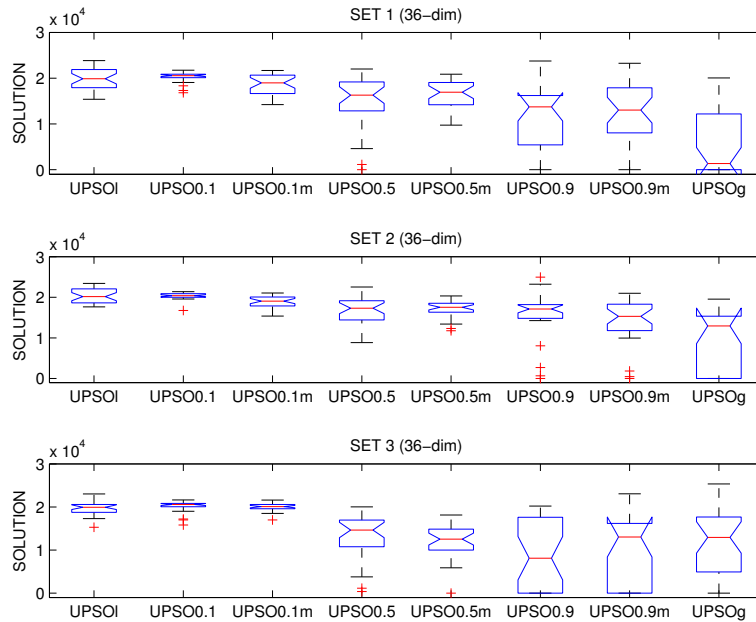 SET 1 (36-dim)
x 10^4
SOLUTION
3
2
1
0
UPSOl UPSO0.1 UPSO0.1m UPSO0.5 UPSO0.5m UPSO0.9 UPSO0.9m UPSOg
SET 2 (36-dim)
x 10^4
SOLUTION
3
2
1
0
UPSOl UPSO0.1 UPSO0.1m UPSO0.5 UPSO0.5m UPSO0.9 UPSO0.9m UPSOg
SET 3 (36-dim)
x 10^4
SOLUTION
3
2
1
0
UPSOl UPSO0.1 UPSO0.1m UPSO0.5 UPSO0.5m UPSO0.9 UPSO0.9m UPSOg